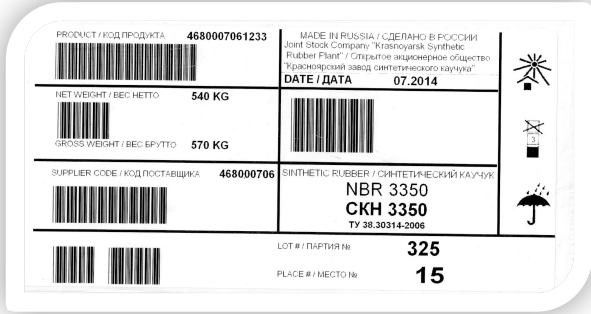 PRODUCT / КОД ПРОДУКТА 4680007061233
MADE IN RUSSIA / СДЕЛАНО В РОССИИ
Joint Stock Company "Krasnoyarsk Synthetic
Rubber Plant" / Открытое акционерное общество
"Красноярский завод синтетического каучука"
DATE / ДАТА 07.2014
NET WEIGHT / ВЕС НЕТТО 540 KG
GROSS WEIGHT / ВЕС БРУТТО 570 KG
SUPPLIER CODE / КОД ПОСТАВЩИКА 468000706
SINTHETIC RUBBER / СИНТЕТИЧЕСКИЙ КАУЧУК
NBR 3350
СКН 3350
ТУ 38.30314-2006
LOT # / ПАРТИЯ № 325
PLACE # / МЕСТО № 15
3